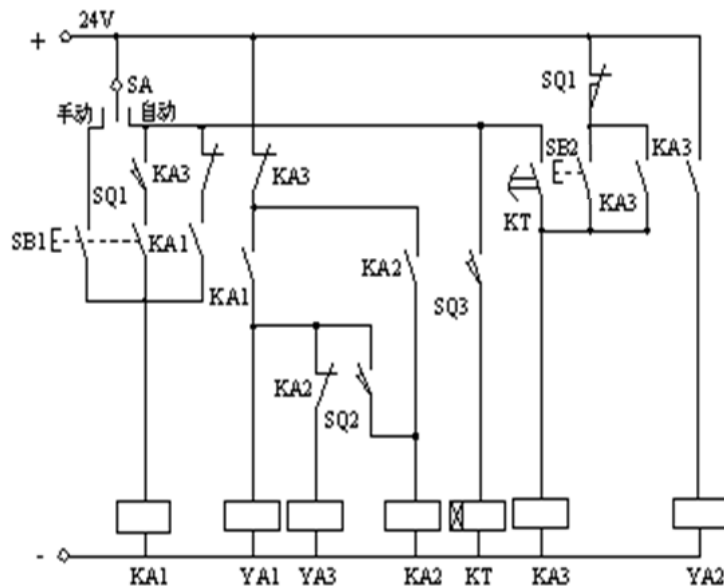 24V
+
SA
手动
自动
SQ1
SQ1
KA3
KA3
SB2
KA3
KT
KA3
SB1
KA1
KA1
KA2
SQ3
KA2
SQ2
-
KA1
YA1
YA3
KA2
KT
KA3
YA2